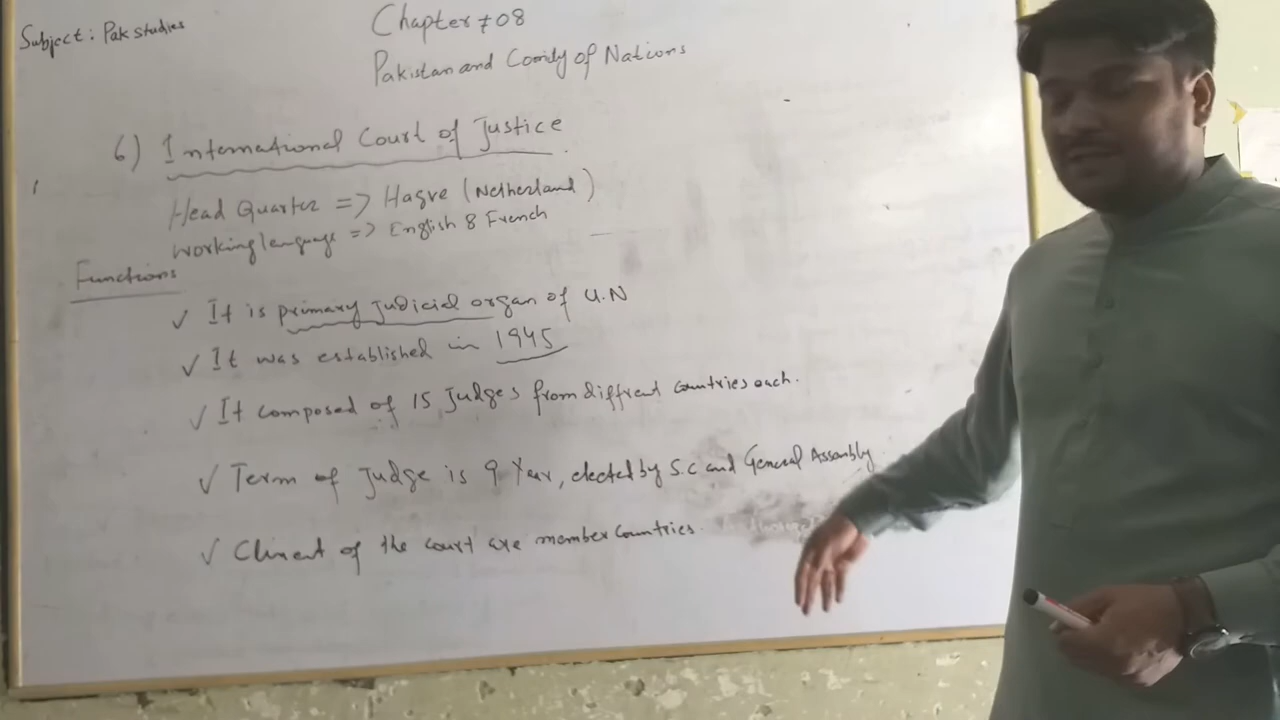 Subject: Pak studies
Chapter # 08
Pakistan and Comity of Nations
6) International Court of Justice
Head Quarter => Hague (Netherland)
Working language => English & French
Functions
✓ It is primary judicial organ of U.N
✓ It was established in 1945
✓ It composed of 15 Judges from diffrent countries each.
✓ Term of Judge is 9 Year, elected by S.C and General Assembly
✓ Clinent of the court are member countries.